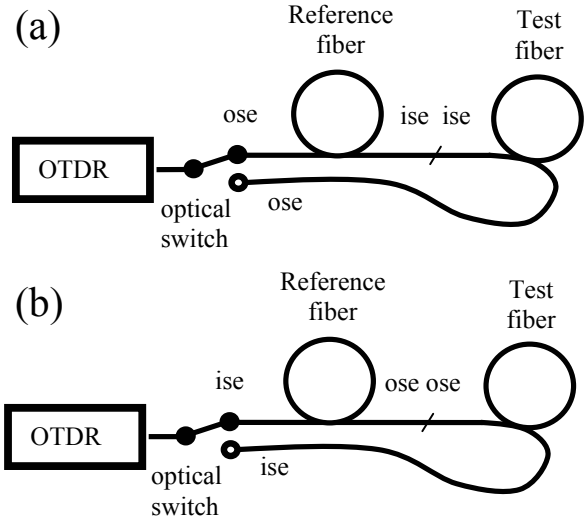 (a)
Reference
fiber
Test
fiber
ose
ise ise
OTDR
optical
switch
ose
(b)
Reference
fiber
Test
fiber
ise
ose ose
OTDR
optical
switch
ise